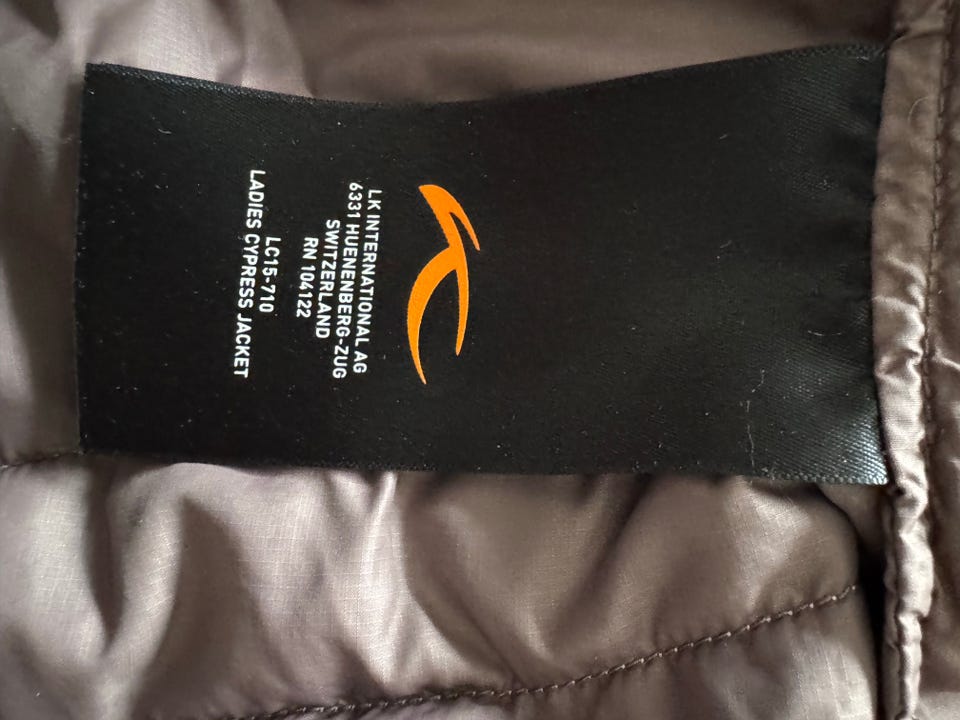 LK INTERNATIONAL AG
6331 HUENENBERG-ZUG
SWITZERLAND
RN 104122
LC15-710
LADIES CYPRESS JACKET